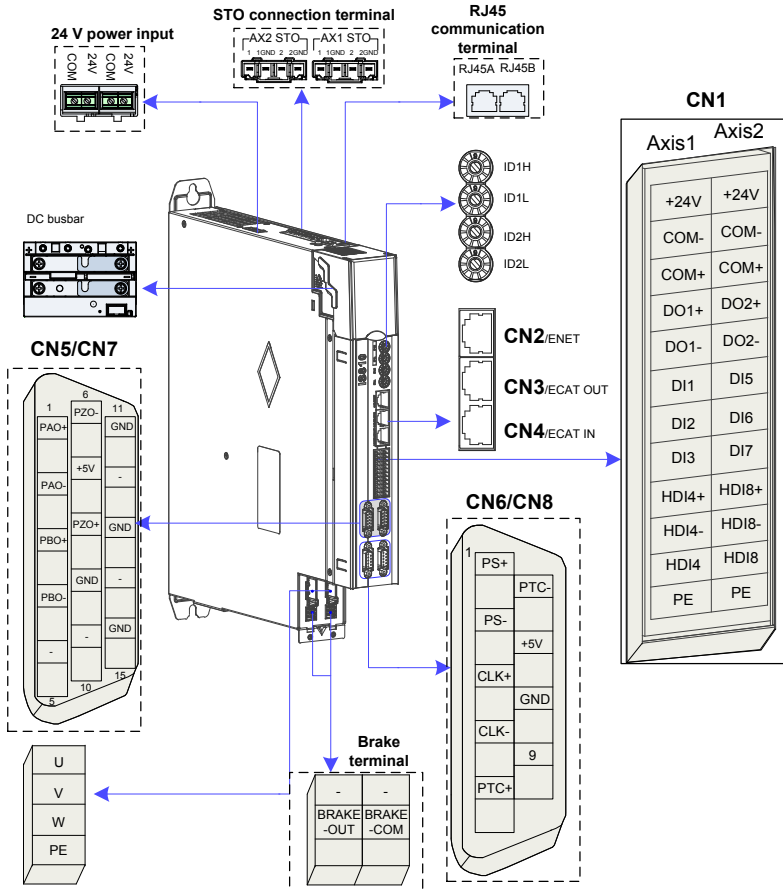 STO connection terminal
RJ45
communication
terminal
24 V power input
AX2 STO AX1 STO
1 1GND 2 2GND 1 1GND 2 2GND
COM 24V COM 24V
RJ45A RJ45B
CN1
Axis1 Axis2
+24V +24V
COM- COM-
COM+ COM+
DO1+ DO2+
DO1- DO2-
DI1 DI5
DI2 DI6
DI3 DI7
HDI4+ HDI8+
HDI4- HDI8-
HDI4 HDI8
PE PE
ID1H
ID1L
ID2H
ID2L
DC busbar
CN2/ENET
CN3/ECAT OUT
CN4/ECAT IN
CN5/CN7
1 6 11
PAO+ PZO- GND
PAO- +5V -
PBO+ PZO+ GND
PBO- GND -
- - GND
5 10 15
CN6/CN8
1
PS+
PTC-
PS-
+5V
CLK+
GND
CLK-
9
PTC+
U
V
W
PE
Brake
terminal
- -
BRAKE BRAKE
-OUT -COM